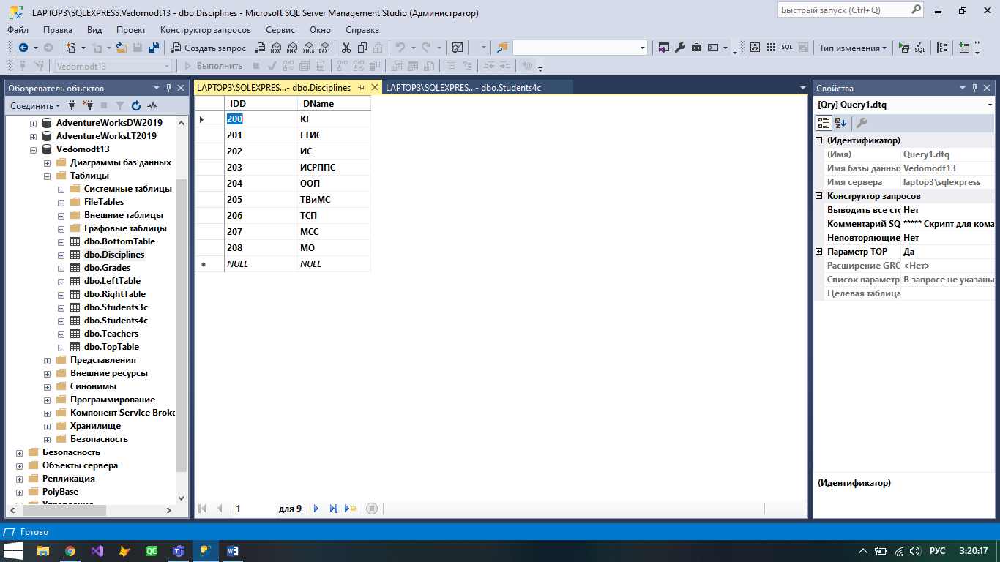 LAPTOP3\SQLEXPRESS.Vedomodt13 - dbo.Disciplines - Microsoft SQL Server Management Studio (Администратор)
Быстрый запуск (Ctrl+Q)
Файл Правка Вид Проект Конструктор запросов Сервис Окно Справка
Создать запрос MDX DMX XMLA DAX SQL Тип изменения
Vedomodt13 Выполнить
Обозреватель объектов
Соединить
AdventureWorksDW2019
AdventureWorksLT2019
Vedomodt13
Диаграммы баз данных
Таблицы
Системные таблицы
FileTables
Внешние таблицы
Графовые таблицы
dbo.BottomTable
dbo.Disciplines
dbo.Grades
dbo.LeftTable
dbo.RightTable
dbo.Students3c
dbo.Students4c
dbo.Teachers
dbo.TopTable
Представления
Внешние ресурсы
Синонимы
Программирование
Компонент Service Broke
Хранилище
Безопасность
Безопасность
Объекты сервера
Репликация
PolyBase
Управление
LAPTOP3\SQLEXPRES...- dbo.Disciplines LAPTOP3\SQLEXPRES...- dbo.Students4c
IDD DName
200 КГ
201 ГТИС
202 ИС
203 ИСРППС
204 ООП
205 ТВиМС
206 ТСП
207 МСС
208 МО
NULL NULL
1 для 9
Свойства
[Qry] Query1.dtq
(Идентификатор)
(Имя) Query1.dtq
Имя базы данны Vedomodt13
Имя сервера laptop3\sqlexpress
Конструктор запросов
Выводить все сто Нет
Комментарий SQ ***** Скрипт для кома
Неповторяющие Нет
Параметр TOP Да
Расширение GRO <Нет>
Список параметр В запросе не указаны
Целевая таблица
(Идентификатор)
Готово
QC W РУС 3:20:17